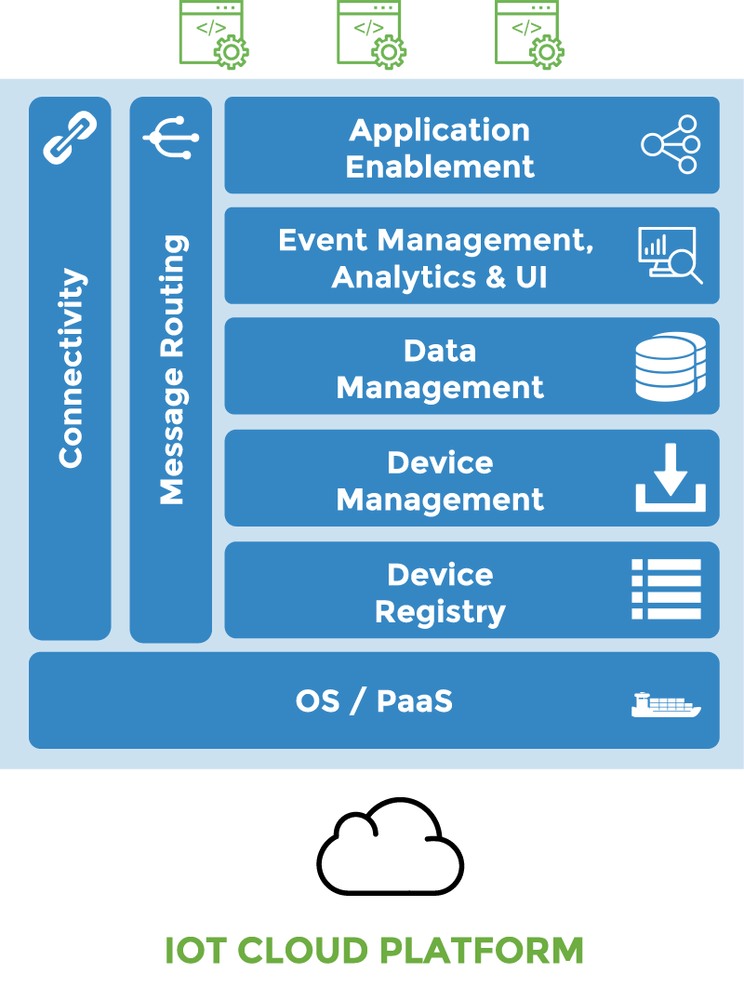 </>
</>
</>
Connectivity
Message Routing
Application
Enablement
Event Management,
Analytics & UI
Data
Management
Device
Management
Device
Registry
OS / PaaS
IOT CLOUD PLATFORM